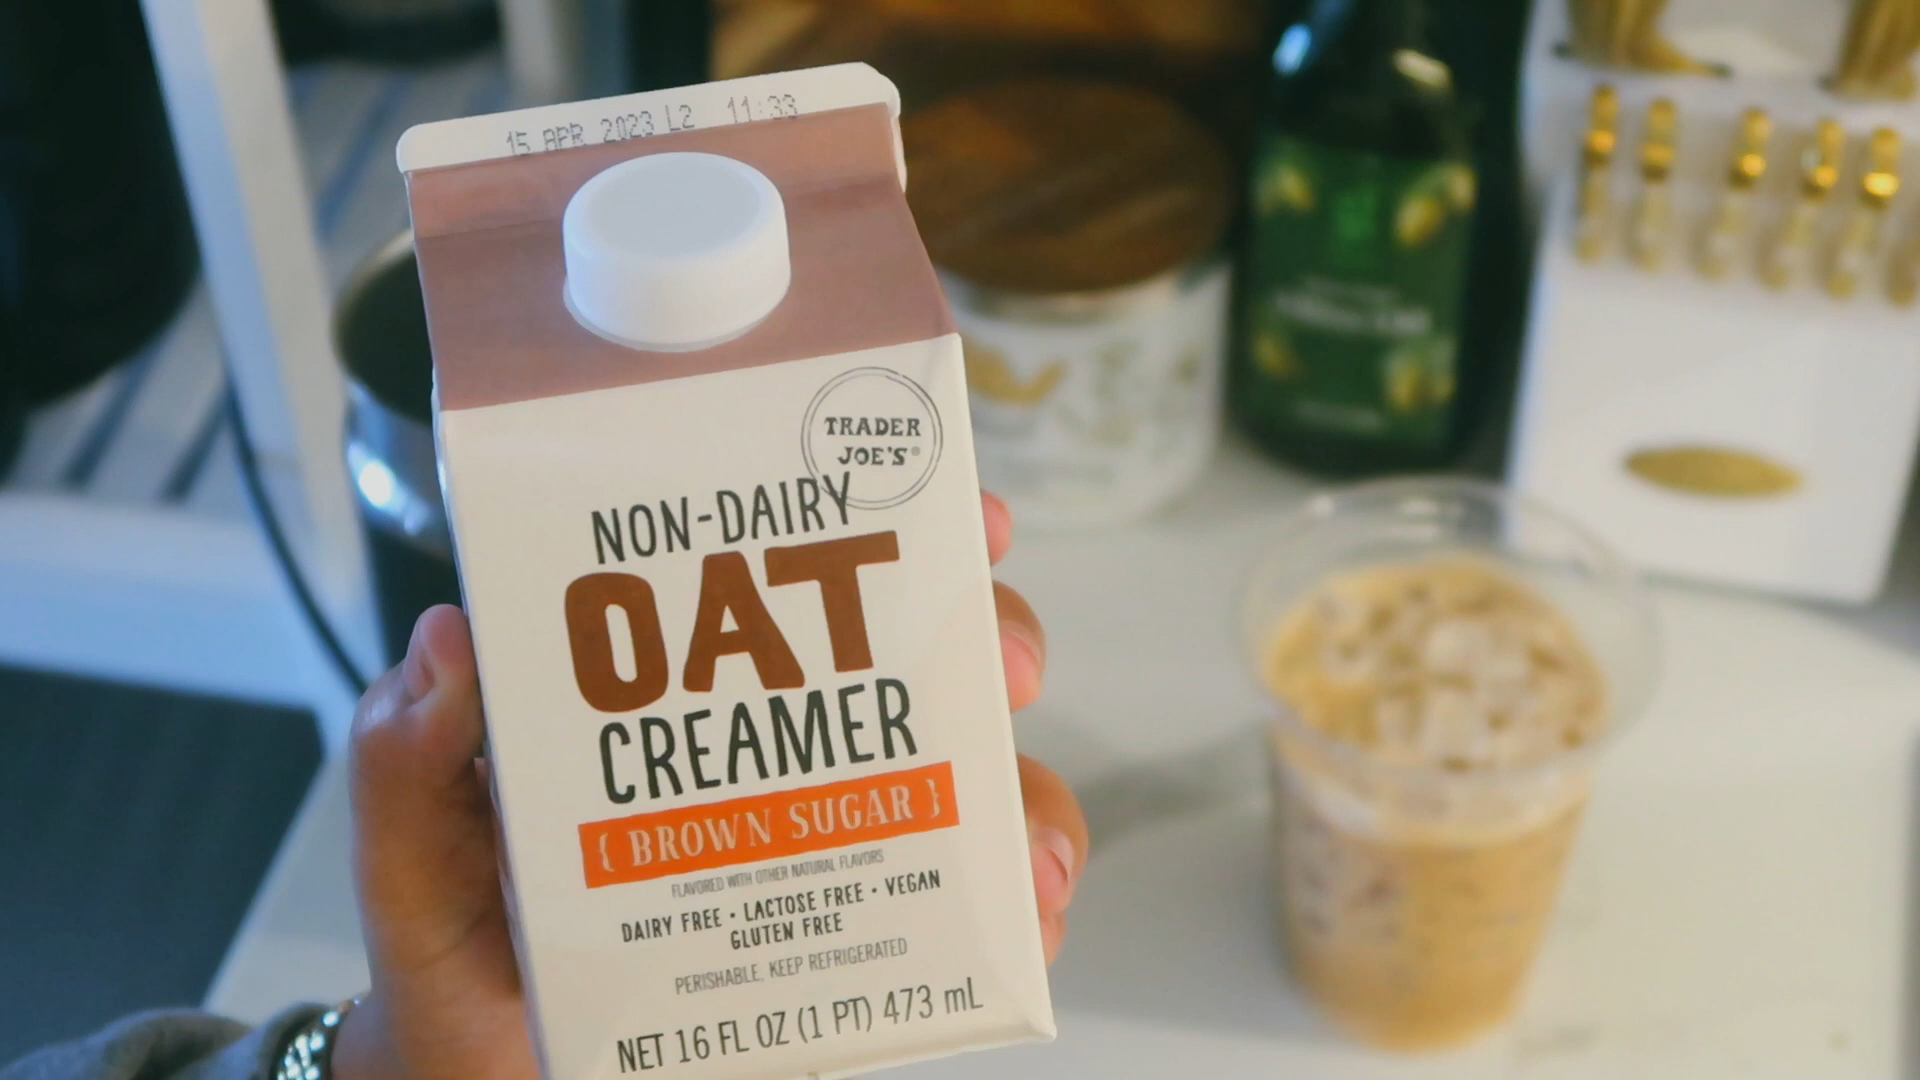 15 APR 2023 L2 11:33
TRADER
JOE'S®
NON-DAIRY
OAT
CREAMER
{ BROWN SUGAR }
FLAVORED WITH OTHER NATURAL FLAVORS
DAIRY FREE • LACTOSE FREE • VEGAN
GLUTEN FREE
PERISHABLE, KEEP REFRIGERATED
NET 16 FL OZ (1 PT) 473 mL